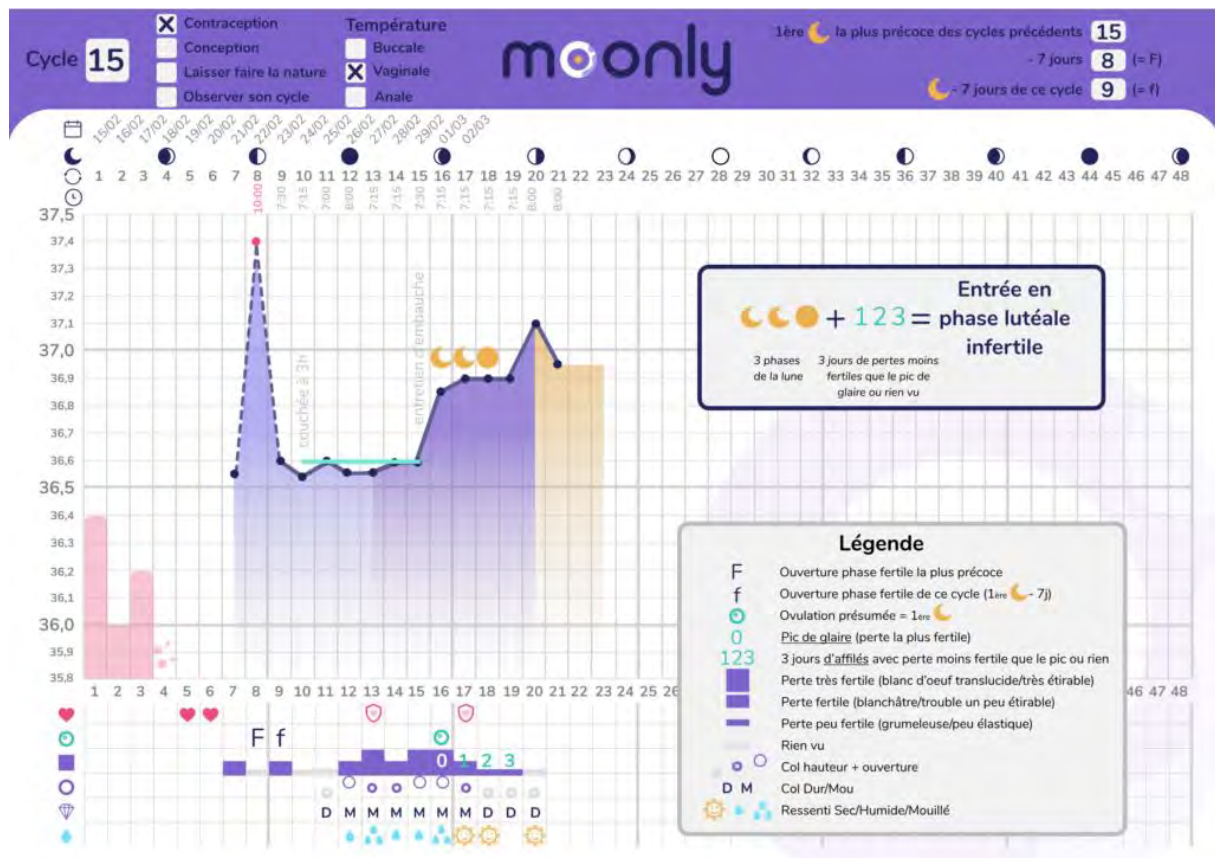 Cycle 15
X Contraception
Conception
Laisser faire la nature
Observer son cycle
Température
Buccale
X Vaginale
Anale
moonly
1ère la plus précoce des cycles précédents 15
- 7 jours 8 (= F)
- 7 jours de ce cycle 9 (= f)
15/02 16/02 17/02 18/02 19/02 20/02 21/02 22/02 23/02 24/02 25/02 26/02 27/02 28/02 29/02 01/03 02/03
1 2 3 4 5 6 7 8 9 10 11 12 13 14 15 16 17 18 19 20 21 22 23 24 25 26 27 28 29 30 31 32 33 34 35 36 37 38 39 40 41 42 43 44 45 46 47 48
10:00 7:30 7:15 7:00 8:00 7:15 7:15 7:30 7:15 7:15 7:15 7:15 8:00 8:00
37,5
37,4
37,3
37,2
37,1
37,0
36,9
36,8
36,7
36,6
36,5
36,4
36,3
36,2
36,1
36,0
35,9
35,8
couchée à 3h
entretien d'embauche
3 phases
de la lune
+ 1 2 3 =
3 jours de pertes moins
fertiles que le pic de
glaire ou rien vu
Entrée en
phase lutéale
infertile
1 2 3 4 5 6 7 8 9 10 11 12 13 14 15 16 17 18 19 20 21 22 23 24 25 46 47 48
F f
0 1 2 3
D M M M M M M D D D
Légende
F Ouverture phase fertile la plus précoce
f Ouverture phase fertile de ce cycle (1ère - 7j)
Ovulation présumée = 1ère
0 Pic de glaire (perte la plus fertile)
123 3 jours d'affilés avec perte moins fertile que le pic ou rien
Perte très fertile (blanc d'oeuf translucide/très étirable)
Perte fertile (blanchâtre/trouble un peu étirable)
Perte peu fertile (grumeleuse/peu élastique)
Rien vu
Col hauteur + ouverture
D M Col Dur/Mou
Ressenti Sec/Humide/Mouillé